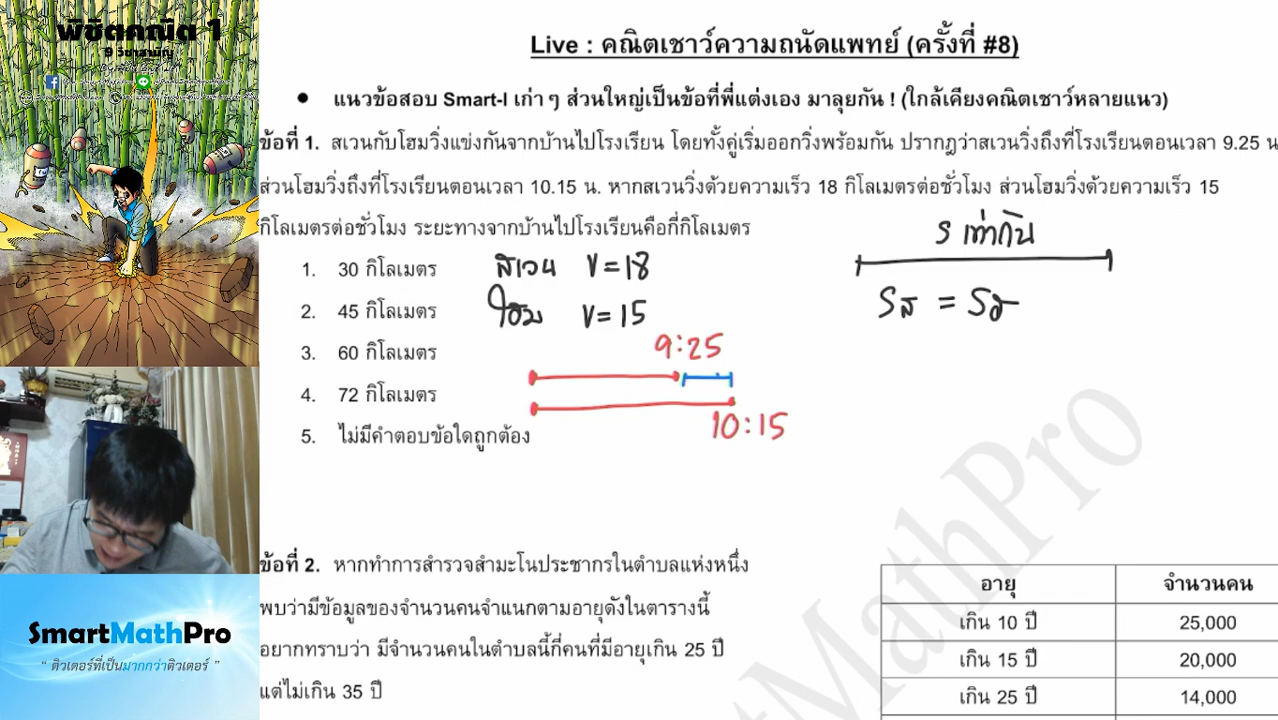 พิชิตคณิต 1
9 วิชาสามัญ
Live : คณิตเชาว์ความถนัดแพทย์ (ครั้งที่ #8)
• แนวข้อสอบ Smart-I เก่า ๆ ส่วนใหญ่เป็นข้อที่พี่แต่งเอง มาลุยกัน ! (ใกล้เคียงคณิตเชาว์หลายแนว)
ข้อที่ 1. สเวนกับโฮมวิ่งแข่งกันจากบ้านไปโรงเรียน โดยทั้งคู่เริ่มออกวิ่งพร้อมกัน ปรากฎว่าสเวนวิ่งถึงที่โรงเรียนตอนเวลา 9.25 น
ส่วนโฮมวิ่งถึงที่โรงเรียนตอนเวลา 10.15 น. หากสเวนวิ่งด้วยความเร็ว 18 กิโลเมตรต่อชั่วโมง ส่วนโฮมวิ่งด้วยความเร็ว 15
กิโลเมตรต่อชั่วโมง ระยะทางจากบ้านไปโรงเรียนคือกี่กิโลเมตร
S เท่ากัน
1. 30 กิโลเมตร
สเวน V = 18
2. 45 กิโลเมตร
โฮม V = 15
Sส = Sฮ
3. 60 กิโลเมตร
9:25
4. 72 กิโลเมตร
10:15
5. ไม่มีคำตอบข้อใดถูกต้อง
ข้อที่ 2. หากทำการสำรวจสำมะโนประชากรในตำบลแห่งหนึ่ง
พบว่ามีข้อมูลของจำนวนคนจำแนกตามอายุดังในตารางนี้
อยากทราบว่า มีจำนวนคนในตำบลนี้กี่คนที่มีอายุเกิน 25 ปี
แต่ไม่เกิน 35 ปี
อายุ จำนวนคน
เกิน 10 ปี 25,000
เกิน 15 ปี 20,000
เกิน 25 ปี 14,000
SmartMathPro
“ ติวเตอร์ที่เป็นมากกว่าติวเตอร์ ”
tMathPro